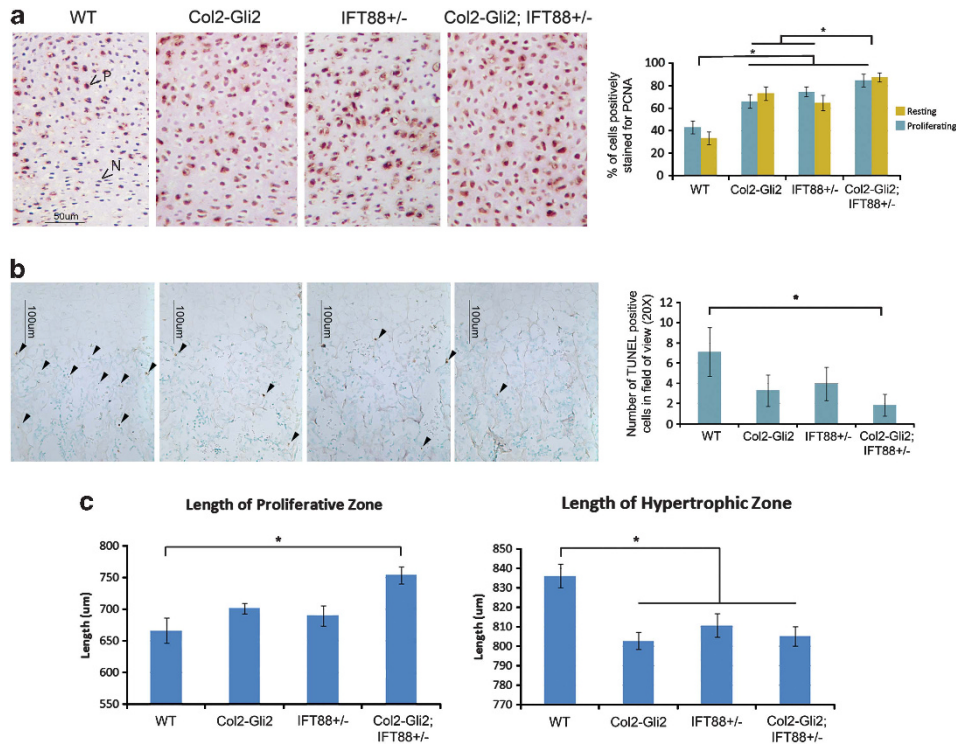 a
WT
Col2-Gli2
IFT88+/-
Col2-Gli2; IFT88+/-
P
N
50um
*
*
% of cells positively
stained for PCNA
100
80
60
40
20
0
WT
Col2-Gli2
IFT88+/-
Col2-Gli2;
IFT88+/-
Resting
Proliferating
b
100um
100um
100um
100um
*
Number of TUNEL positive
cells in field of view (20X)
12
10
8
6
4
2
0
WT
Col2-Gli2
IFT88+/-
Col2-Gli2;
IFT88+/-
c
Length of Proliferative Zone
*
Length (um)
800
750
700
650
600
550
WT
Col2-Gli2
IFT88+/-
Col2-Gli2;
IFT88+/-
Length of Hypertrophic Zone
*
Length (um)
850
840
830
820
810
800
790
780
770
WT
Col2-Gli2
IFT88+/-
Col2-Gli2;
IFT88+/-